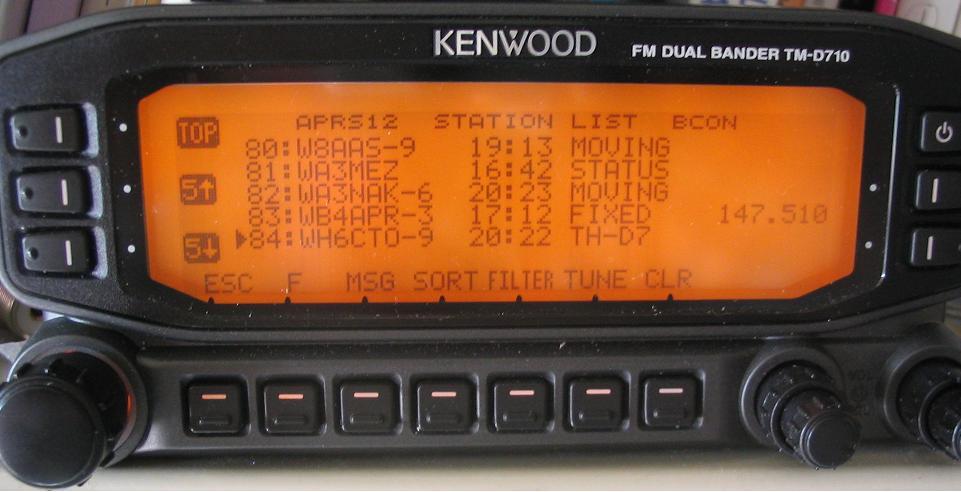 KENWOOD FM DUAL BANDER TM-D710
TOP APRS12 STATION LIST BCON
80:W8AAS-9 19:13 MOVING
81:WA3MEZ 16:42 STATUS
5↑ 82:WA3NAK-6 20:23 MOVING
83:WB4APR-3 17:12 FIXED 147.510
5↓ ▶84:WH6CTO-9 20:22 TH-D7
ESC F MSG SORT FILTER TUNE CLR